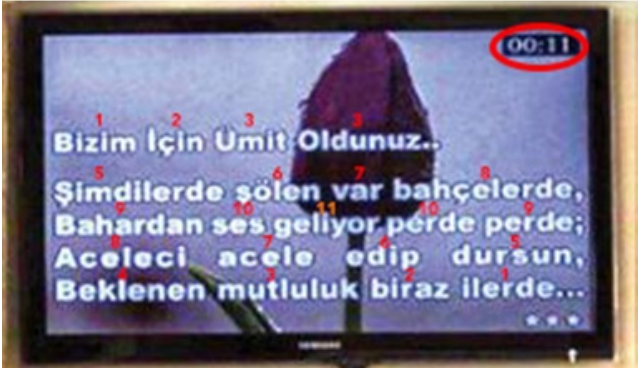 00:11
1 2 3 3
Bizim İçin Ümit Oldunuz..
5 6 7 8
Şimdilerde şölen var bahçelerde,
9 10 11 10 9
Bahardan ses geliyor perde perde;
8 7 6 5
Aceleci acele edip dursun,
3 2 1
Beklenen mutluluk biraz ilerde...
***
SAMSUNG